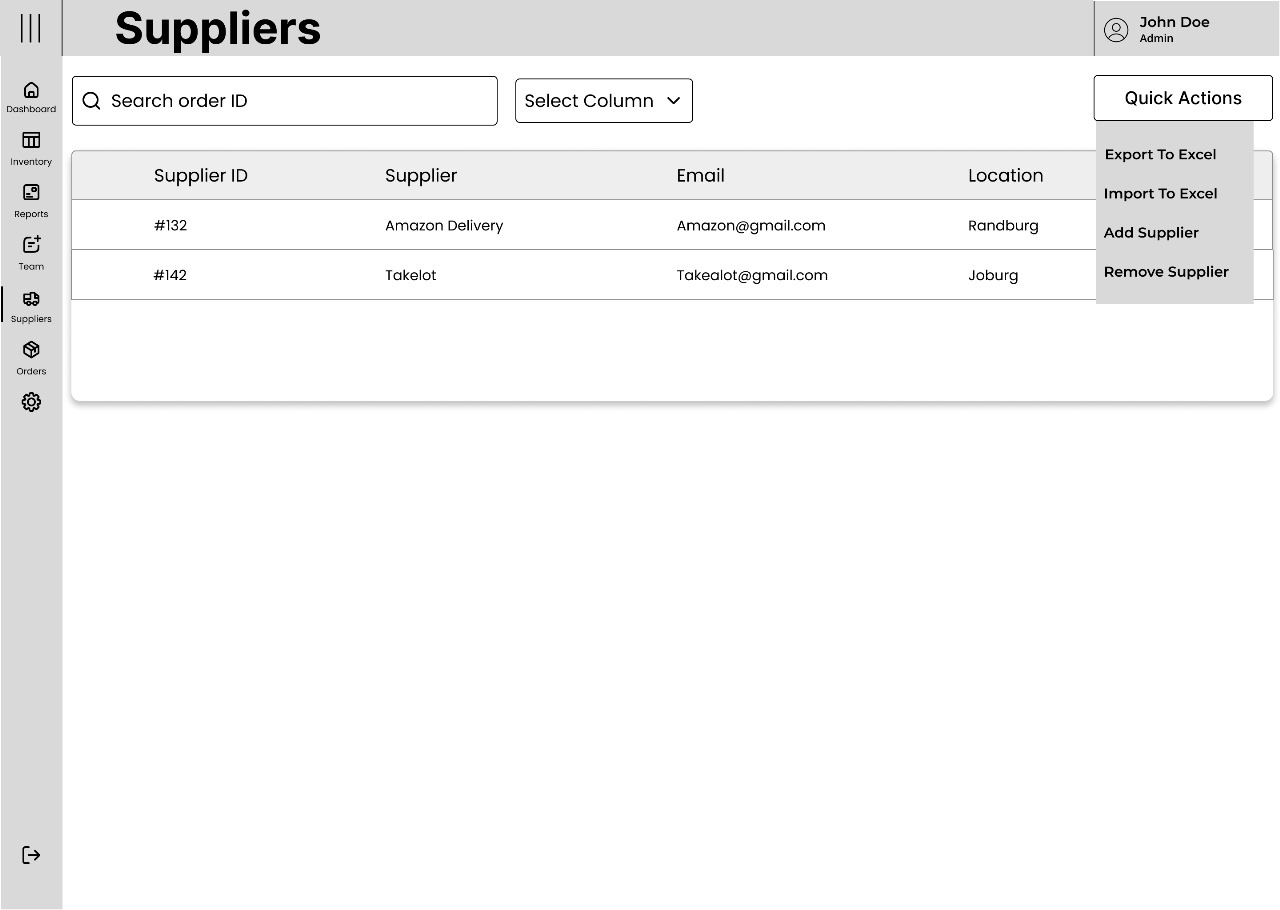 Suppliers
John Doe
Admin
Dashboard
Inventory
Reports
Team
Suppliers
Orders
Search order ID
Select Column
Quick Actions
Export To Excel
Import To Excel
Add Supplier
Remove Supplier
Supplier ID Supplier Email Location
#132 Amazon Delivery Amazon@gmail.com Randburg
#142 Takelot Takealot@gmail.com Joburg